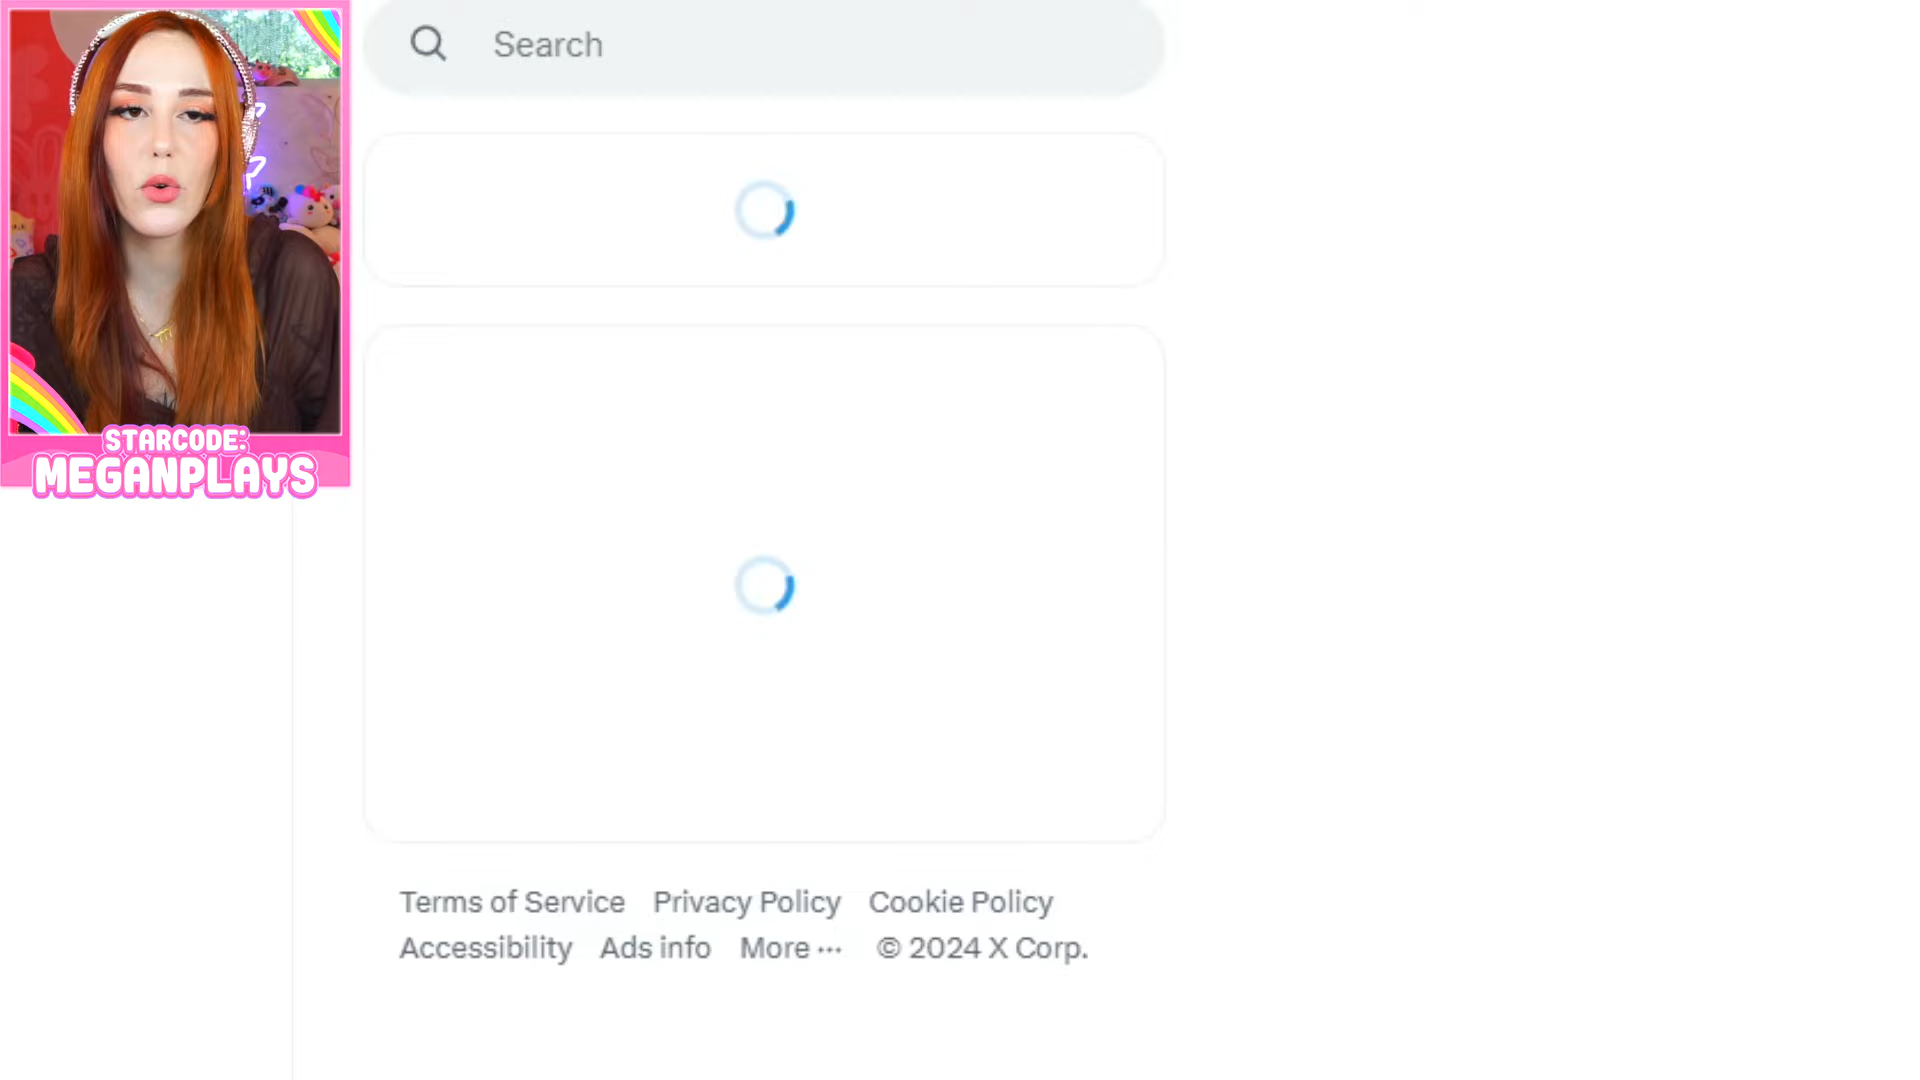 Search
STARCODE:
MEGANPLAYS
Terms of Service Privacy Policy Cookie Policy
Accessibility Ads info More ··· © 2024 X Corp.